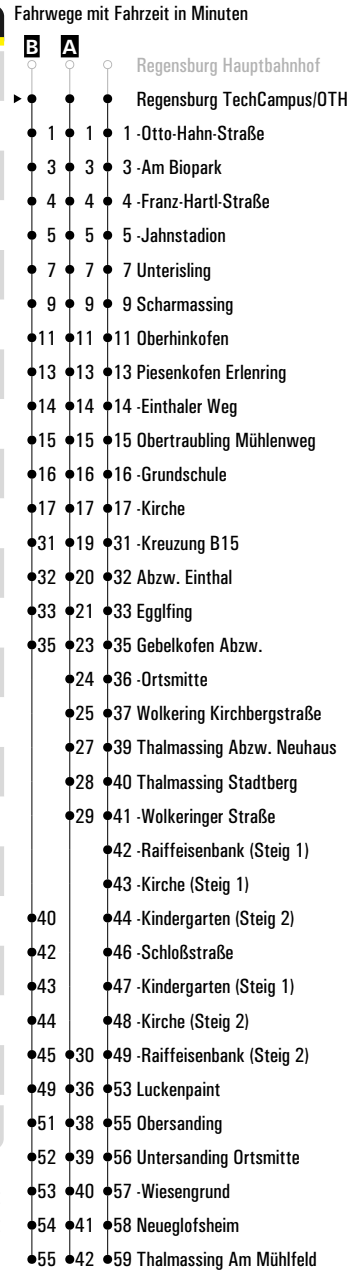 Fahrwege mit Fahrzeit in Minuten
B A
Regensburg Hauptbahnhof
Regensburg TechCampus/OTH
1 1 1 -Otto-Hahn-Straße
3 3 3 -Am Biopark
4 4 4 -Franz-Hartl-Straße
5 5 5 -Jahnstadion
7 7 7 Unterisling
9 9 9 Scharmassing
11 11 11 Oberhinkofen
13 13 13 Piesenkofen Erlenring
14 14 14 -Einthaler Weg
15 15 15 Obertraubling Mühlenweg
16 16 16 -Grundschule
17 17 17 -Kirche
31 19 31 -Kreuzung B15
32 20 32 Abzw. Einthal
33 21 33 Egglfing
35 23 35 Gebelkofen Abzw.
24 36 -Ortsmitte
25 37 Wolkering Kirchbergstraße
27 39 Thalmassing Abzw. Neuhaus
28 40 Thalmassing Stadtberg
29 41 -Wolkeringer Straße
42 -Raiffeisenbank (Steig 1)
43 -Kirche (Steig 1)
40 44 -Kindergarten (Steig 2)
42 46 -Schloßstraße
43 47 -Kindergarten (Steig 1)
44 48 -Kirche (Steig 2)
45 30 49 -Raiffeisenbank (Steig 2)
49 36 53 Luckenpaint
51 38 55 Obersanding
52 39 56 Untersanding Ortsmitte
53 40 57 -Wiesengrund
54 41 58 Neueglofsheim
55 42 59 Thalmassing Am Mühlfeld